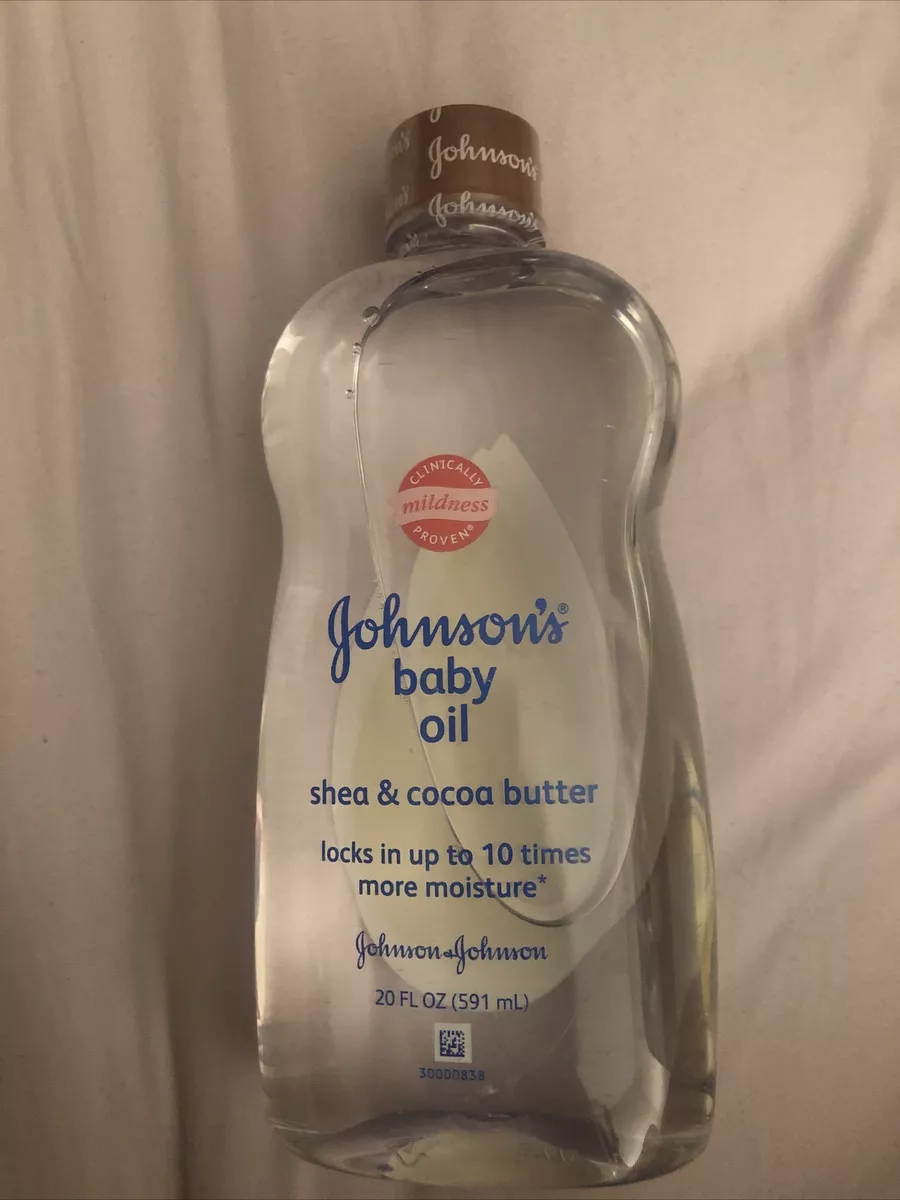 Johnson's
Johnson's
CLINICALLY
mildness
PROVEN®
Johnson's®
baby
oil
shea & cocoa butter
locks in up to 10 times
more moisture*
Johnson+Johnson
20 FL OZ (591 mL)
30000838